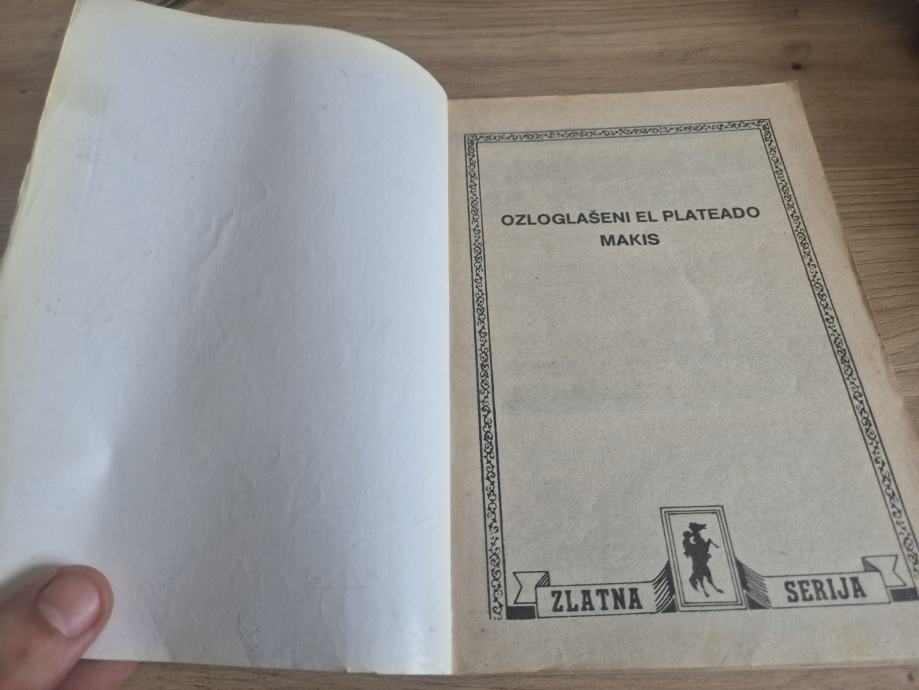 OZLOGLAŠENI EL PLATEADO
MAKIS
ZLATNA SERIJA